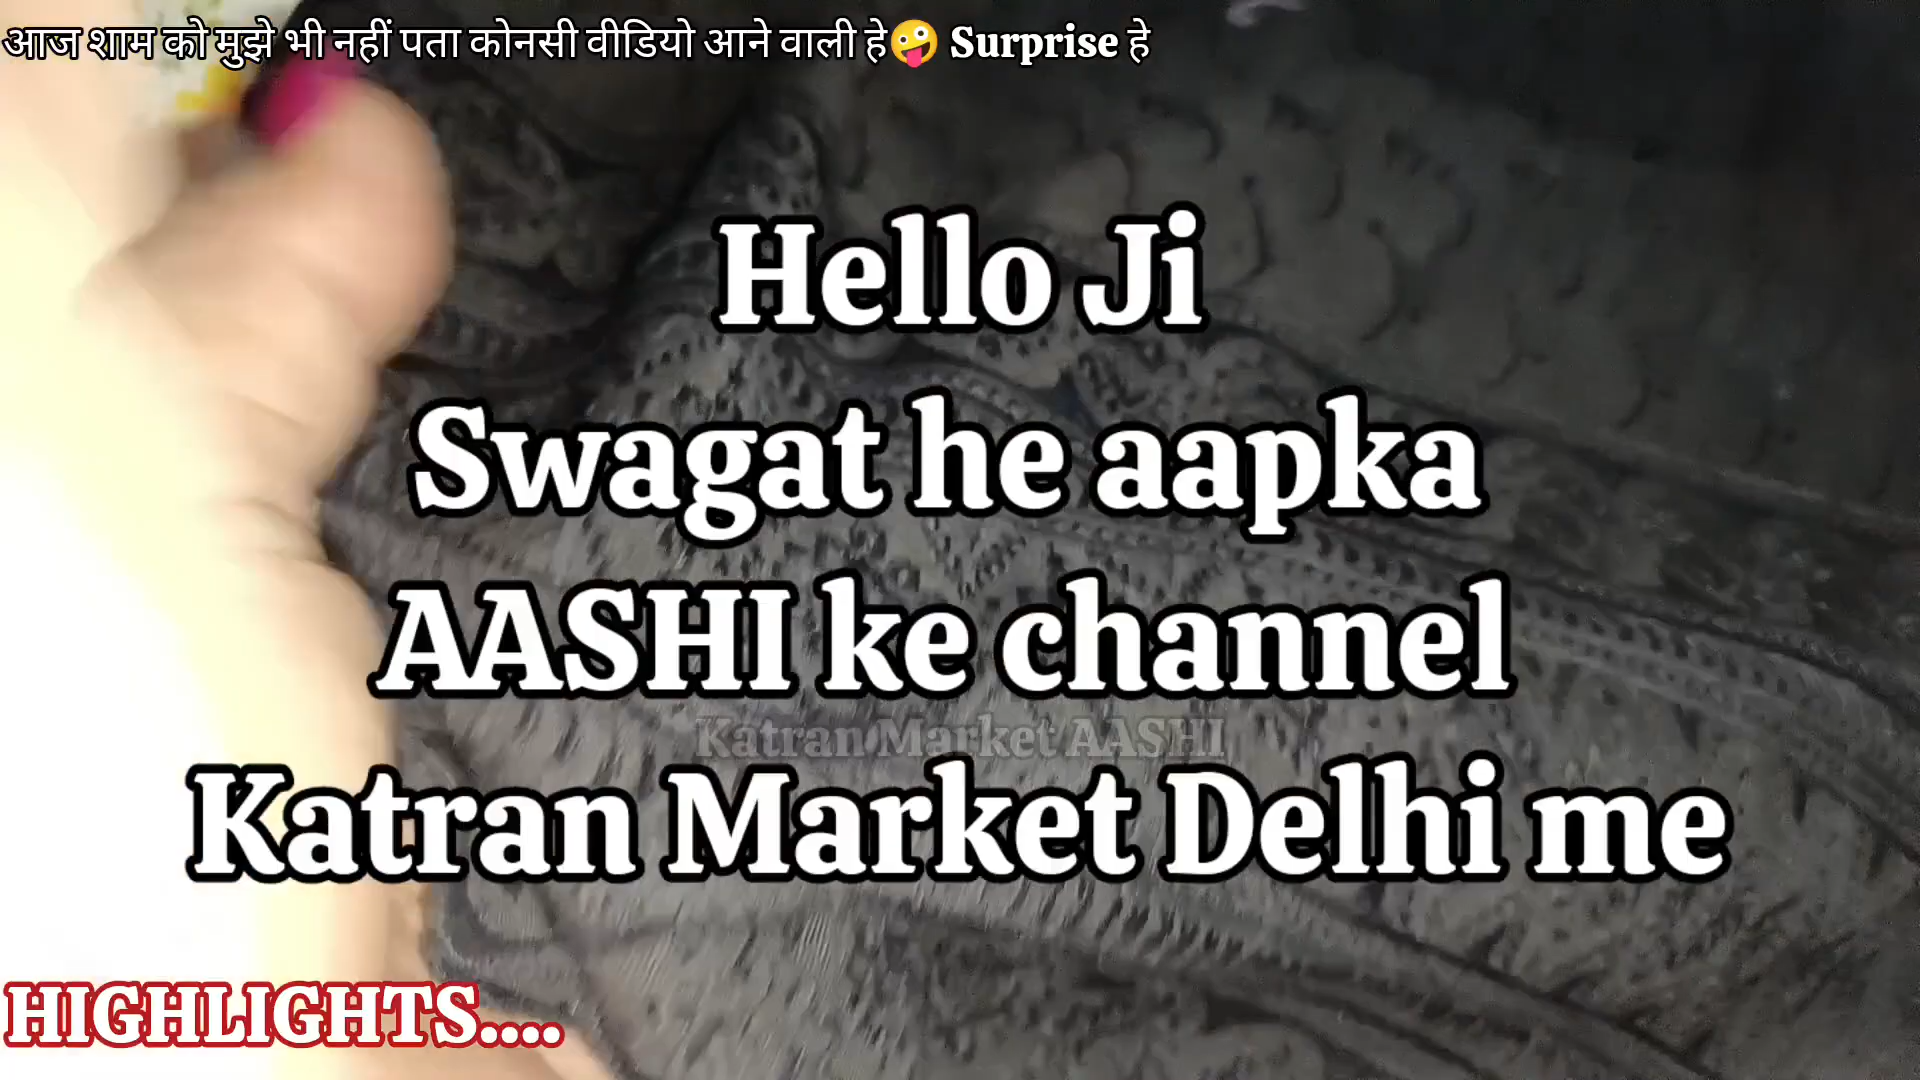 आज शाम को मुझे भी नहीं पता कोनसी वीडियो आने वाली हे🤪 Surprise हे
Hello Ji
Swagat he aapka
AASHI ke channel
Katran Market AASHI
Katran Market Delhi me
HIGHLIGHTS....